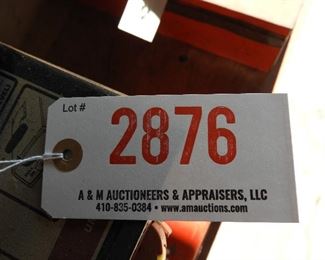 Lot #
2876
A & M AUCTIONEERS & APPRAISERS, LLC
410-835-0384 • www.amauctions.com